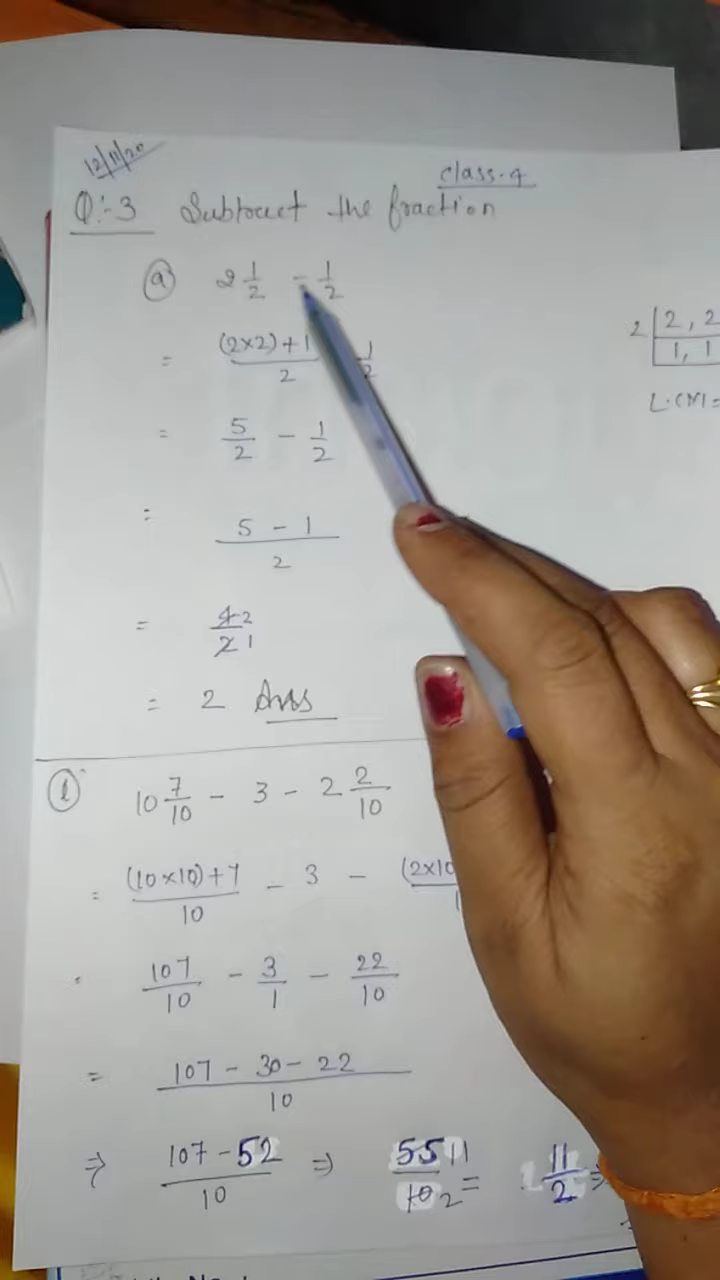 12/11/20
class-4
Q:-3 Subtract the fraction
(a) 2 1/2 - 1/2
= (2×2)+1/2 1/2
2 | 2, 2
1, 1
L.CM =
= 5/2 - 1/2
= 5 - 1/2
= 4 2/2 1
= 2 Ans
10 7/10 - 3 - 2 2/10
= (10×10)+7/10 - 3 - (2×10
107/10 - 3/1 - 22/10
= 107 - 30 - 22/10
⇒ 107 - 52/10 ⇒ 55 11/10 2 = 11/2 ⇒